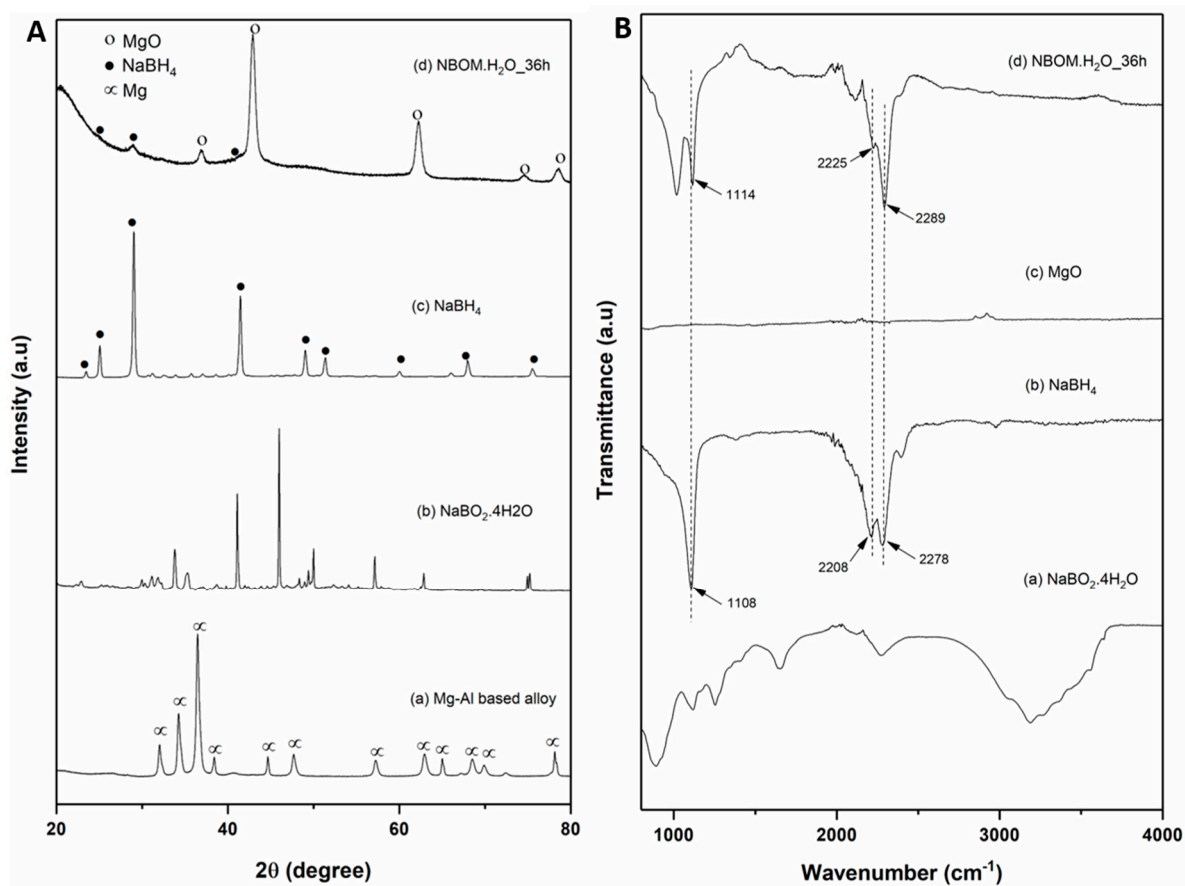 A
o MgO
● NaBH4
∝ Mg
(d) NBOM.H2O_36h
(c) NaBH4
(b) NaBO2.4H2O
(a) Mg-Al based alloy
Intensity (a.u)
20
40
60
80
2θ (degree)
B
(d) NBOM.H2O_36h
2225
1114
2289
(c) MgO
(b) NaBH4
2208
2278
1108
(a) NaBO2.4H2O
Transmittance (a.u)
1000
2000
3000
4000
Wavenumber (cm-1)